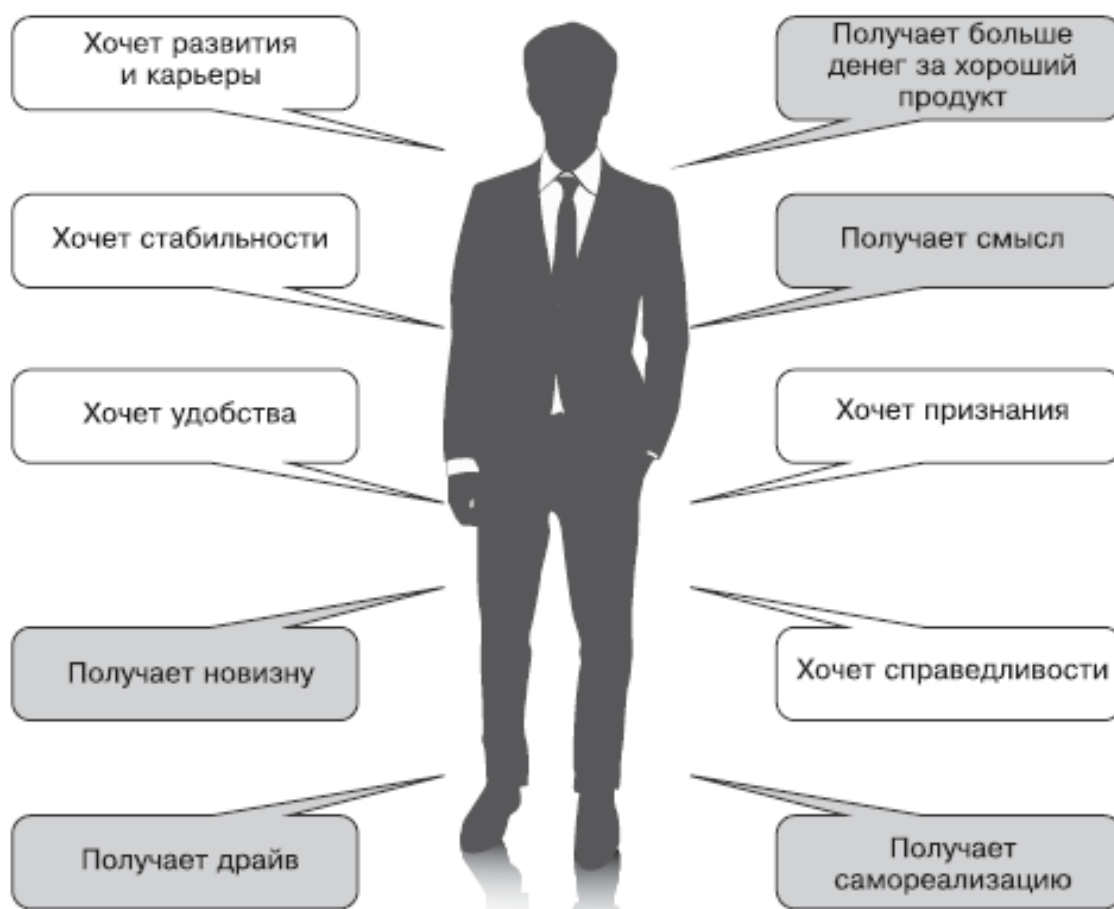 Хочет развития
и карьеры
Получает больше
денег за хороший
продукт
Хочет стабильности
Получает смысл
Хочет удобства
Хочет признания
Получает новизну
Хочет справедливости
Получает драйв
Получает
самореализацию